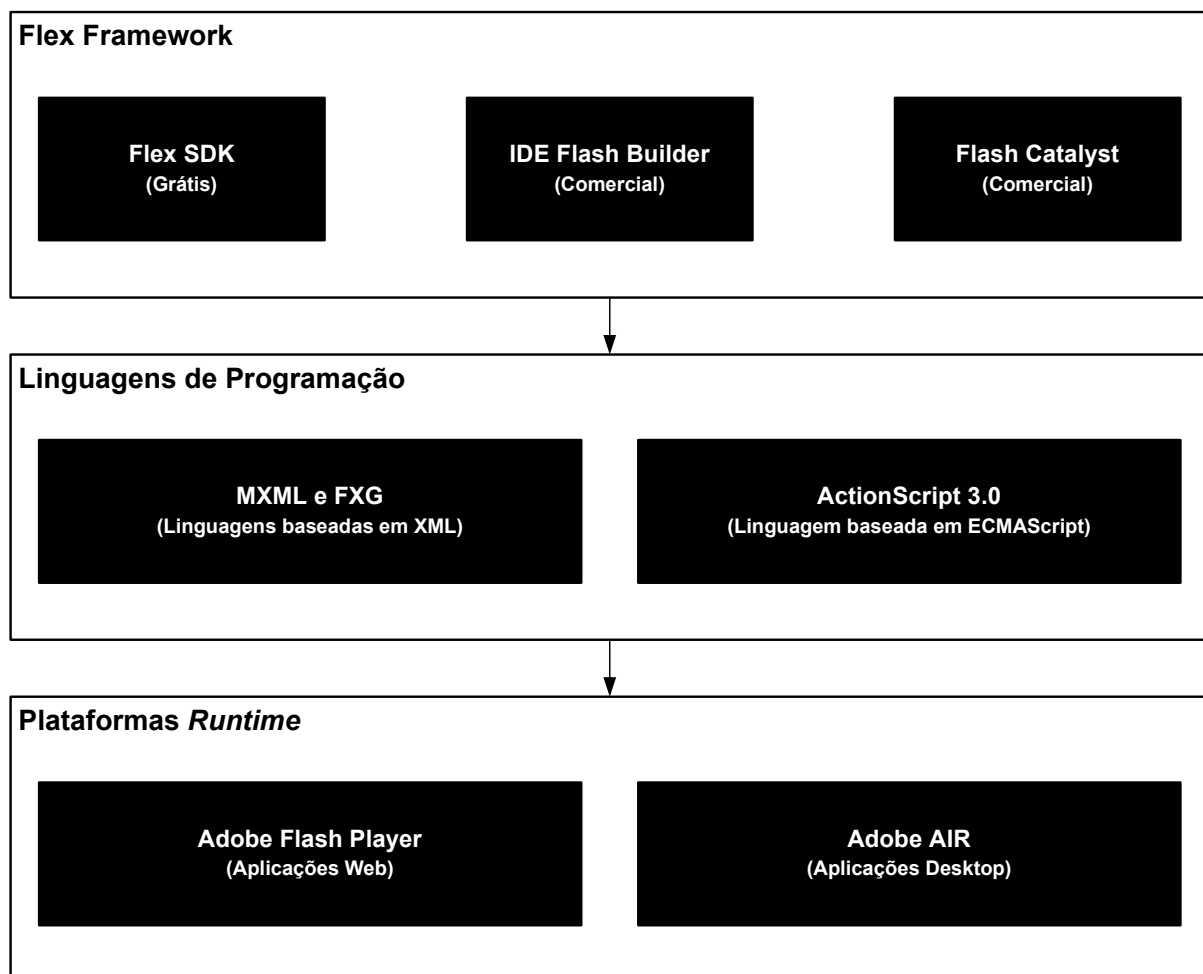 Flex Framework
Flex SDK
(Grátis)
IDE Flash Builder
(Comercial)
Flash Catalyst
(Comercial)
Linguagens de Programação
MXML e FXG
(Linguagens baseadas em XML)
ActionScript 3.0
(Linguagem baseada em ECMAScript)
Plataformas Runtime
Adobe Flash Player
(Aplicações Web)
Adobe AIR
(Aplicações Desktop)